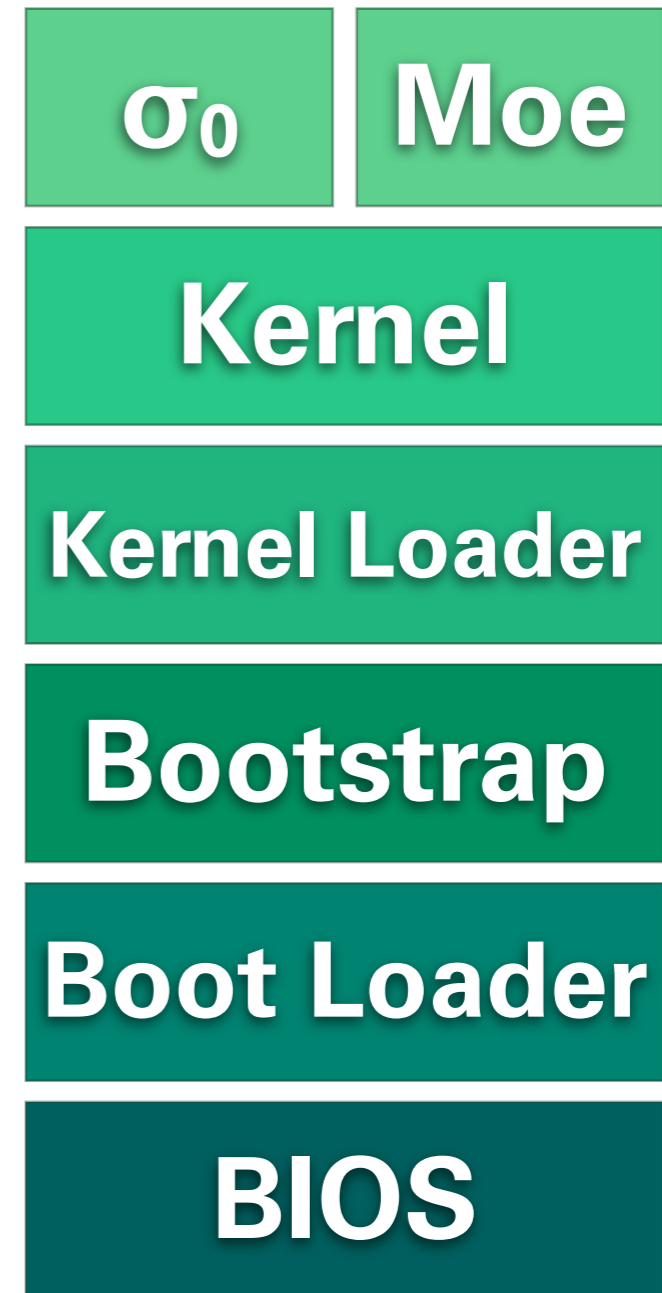 σ₀ Moe
Kernel
Kernel Loader
Bootstrap
Boot Loader
BIOS